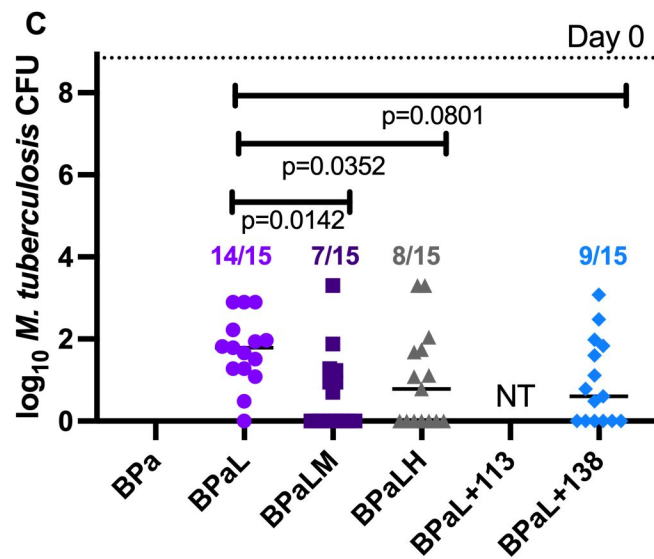 C
Day 0
log10 M. tuberculosis CFU
8
6
4
2
0
p=0.0801
p=0.0352
p=0.0142
14/15
7/15
8/15
9/15
NT
BPa
BPaL
BPaLM
BPaLH
BPaL+113
BPaL+138